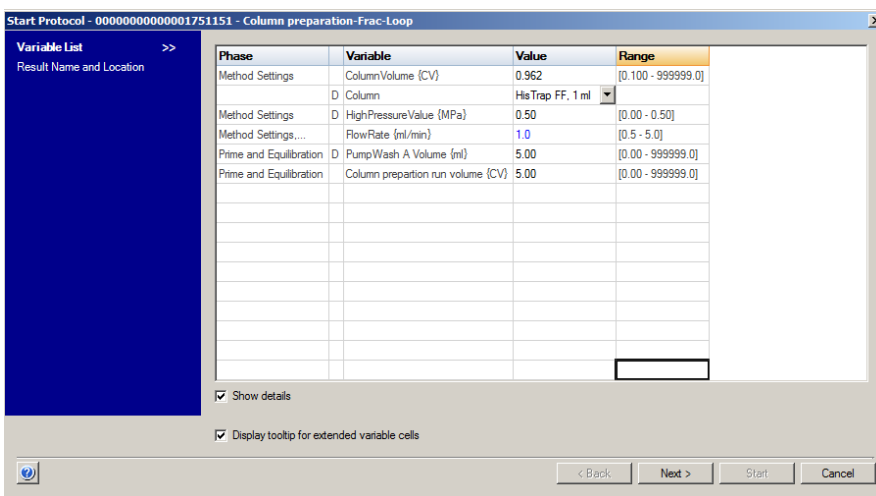 Start Protocol - 00000000000001751151 - Column preparation-Frac-Loop
Variable List >>
Result Name and Location
Phase Variable Value Range
Method Settings ColumnVolume {CV} 0.962 [0.100 - 999999.0]
D Column HisTrap FF, 1 ml
Method Settings D HighPressureValue {MPa} 0.50 [0.00 - 0.50]
Method Settings,... FlowRate {ml/min} 1.0 [0.5 - 5.0]
Prime and Equilibration D PumpWash A Volume {ml} 5.00 [0.00 - 999999.0]
Prime and Equilibration Column prepartion run volume {CV} 5.00 [0.00 - 999999.0]
Show details
Display tooltip for extended variable cells
? < Back Next > Start Cancel